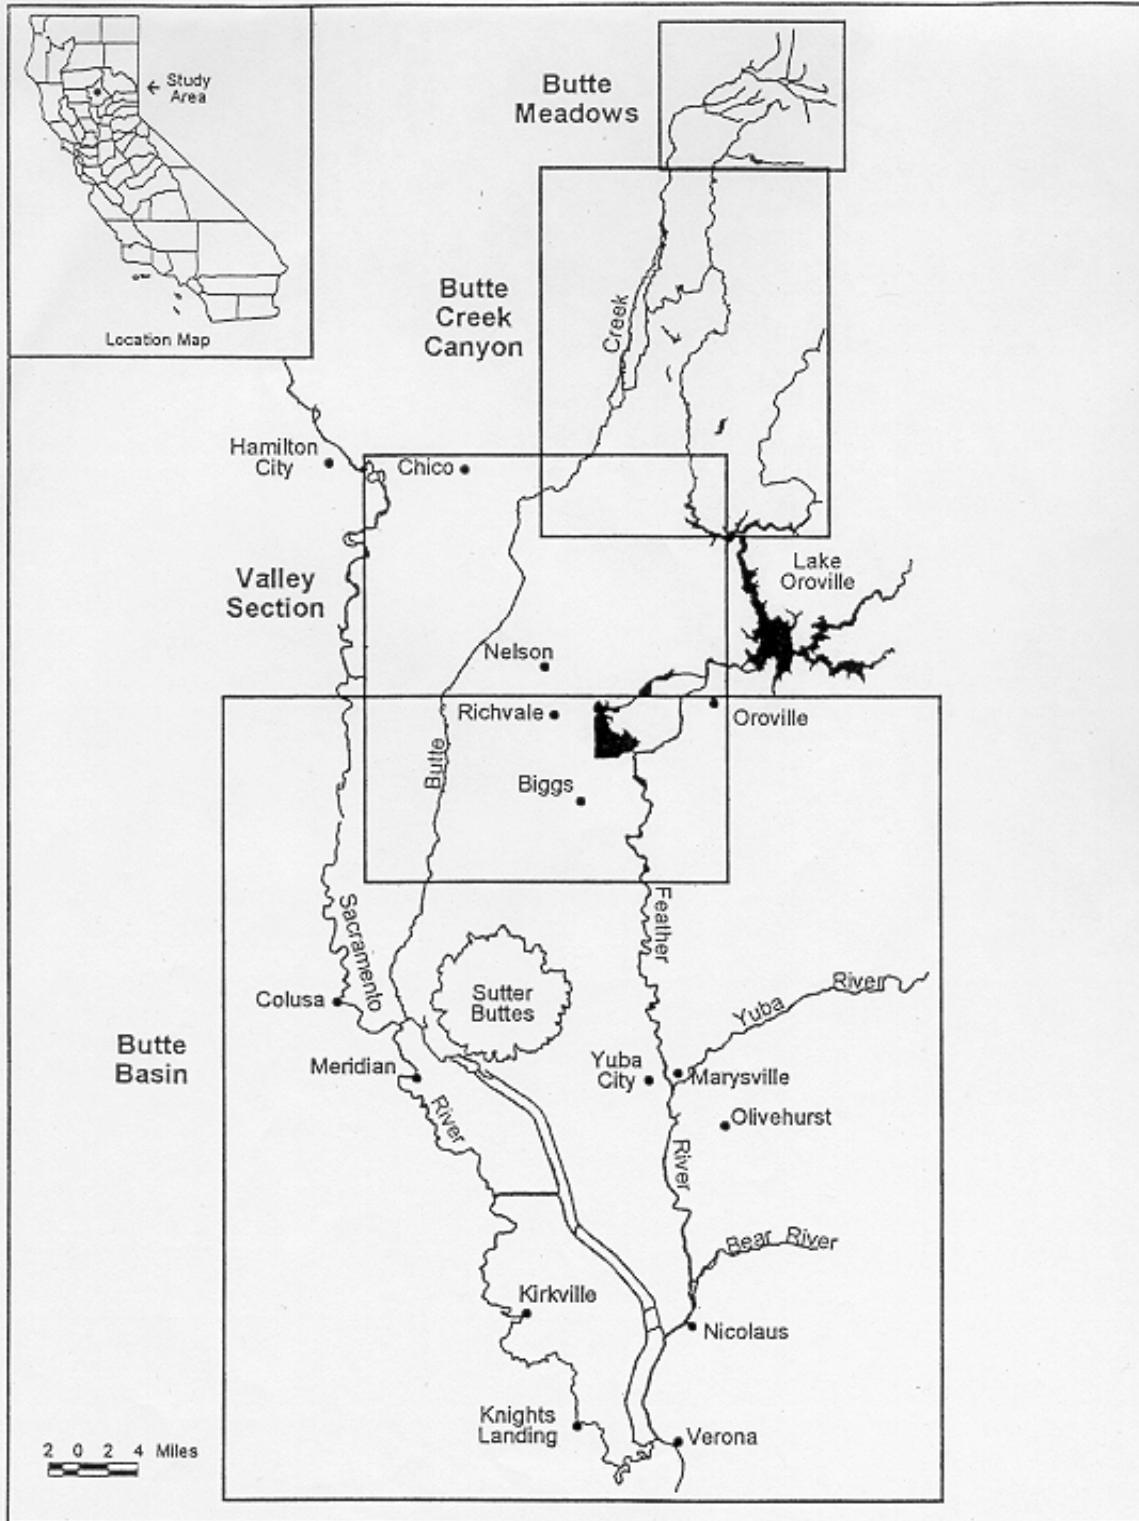 Study
Area
Location Map
Butte
Meadows
Butte
Creek
Canyon
Creek
Hamilton
City
Chico
Valley
Section
Lake
Oroville
Nelson
Richvale
Oroville
Butte
Biggs
Sacramento
Feather
Colusa
Sutter
Buttes
Yuba
River
Butte
Basin
Meridian
Yuba
City
Marysville
River
Olivehurst
River
Bear River
Kirkville
Nicolaus
Knights
Landing
Verona
2 0 2 4 Miles